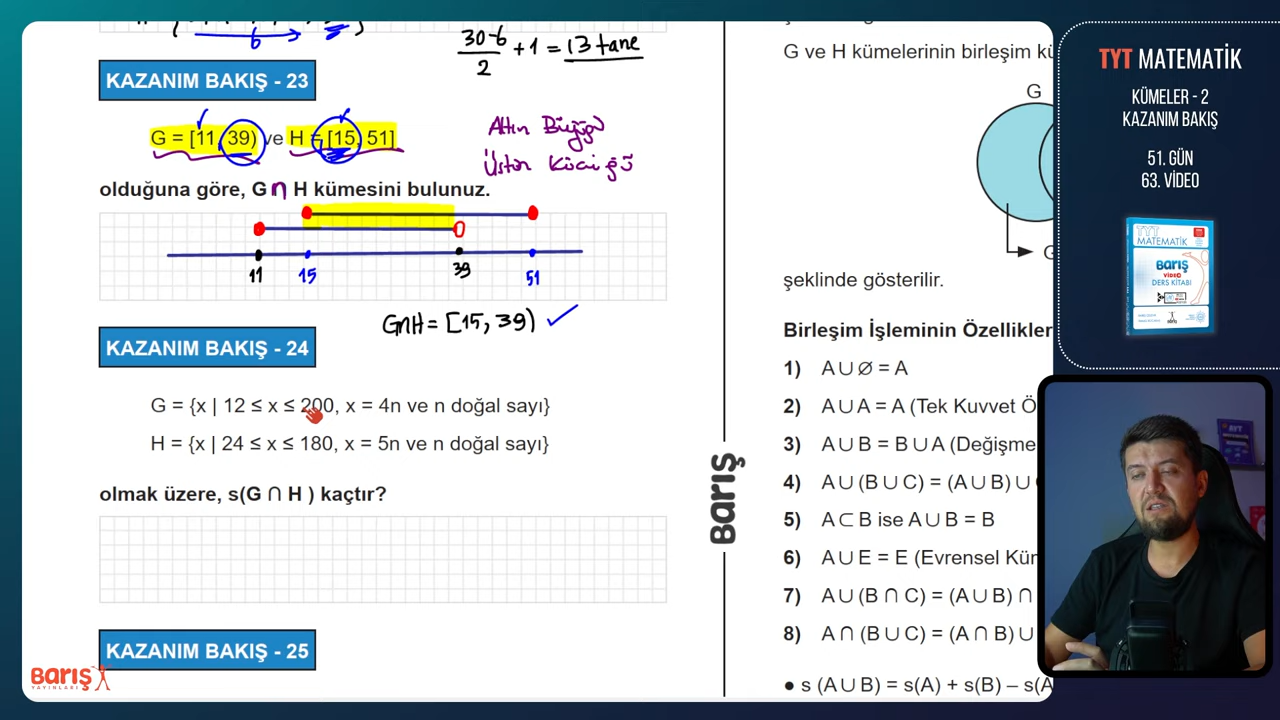 6
30-6
2
+1 = 13 tane
KAZANIM BAKIŞ - 23
G = [11, 39) ve H = [15, 51]
Altın Büyüğü
Üstün Küçüğü
olduğuna göre, G ∩ H kümesini bulunuz.
11 15 39 51
G∩H = [15, 39)
KAZANIM BAKIŞ - 24
G = {x | 12 ≤ x ≤ 200, x = 4n ve n doğal sayı}
H = {x | 24 ≤ x ≤ 180, x = 5n ve n doğal sayı}
olmak üzere, s(G ∩ H ) kaçtır?
KAZANIM BAKIŞ - 25
BARIŞ
YAYINLARI
BARIŞ
G ve H kümelerinin birleşim kü
G
G
şeklinde gösterilir.
Birleşim İşleminin Özellikler
1) A ∪ ∅ = A
2) A ∪ A = A (Tek Kuvvet Ö
3) A ∪ B = B ∪ A (Değişme
4) A ∪ (B ∪ C) = (A ∪ B) ∪
5) A ⊂ B ise A ∪ B = B
6) A ∪ E = E (Evrensel Kür
7) A ∪ (B ∩ C) = (A ∪ B) ∩
8) A ∩ (B ∪ C) = (A ∩ B) ∪
● s (A ∪ B) = s(A) + s(B) – s(A
TYT MATEMATİK
KÜMELER - 2
KAZANIM BAKIŞ
51. GÜN
63. VİDEO
TYT
MATEMATİK
BARIŞ
VİDEO
DERS KİTABI